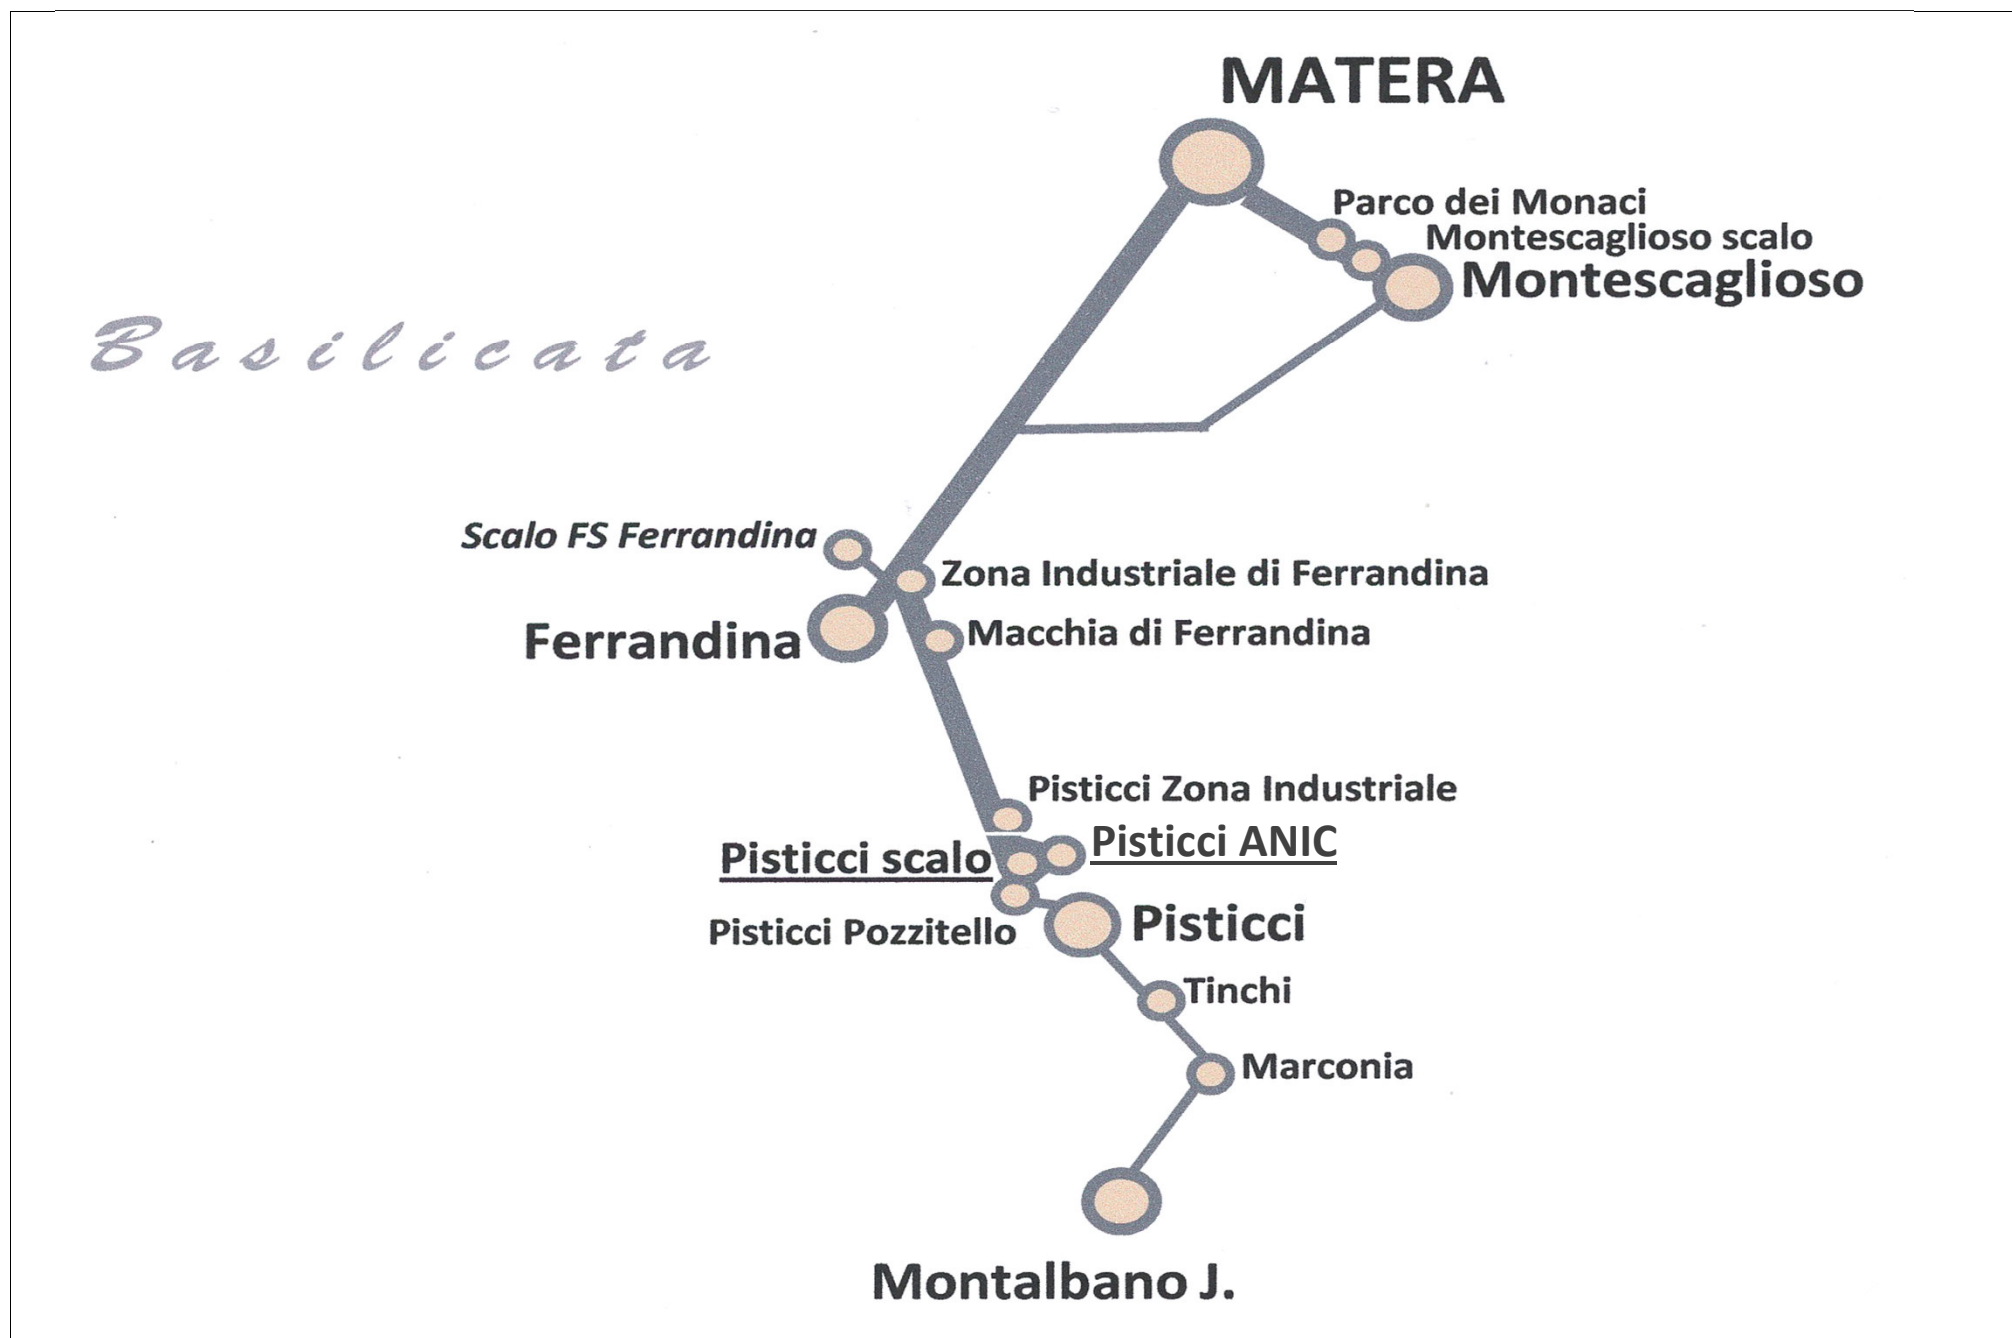 MATERA
Parco dei Monaci
Montescaglioso scalo
Montescaglioso
Basilicata
Scalo FS Ferrandina
Zona Industriale di Ferrandina
Ferrandina
Macchia di Ferrandina
Pisticci Zona Industriale
Pisticci ANIC
Pisticci scalo
Pisticci
Pisticci Pozzitello
Tinchi
Marconia
Montalbano J.